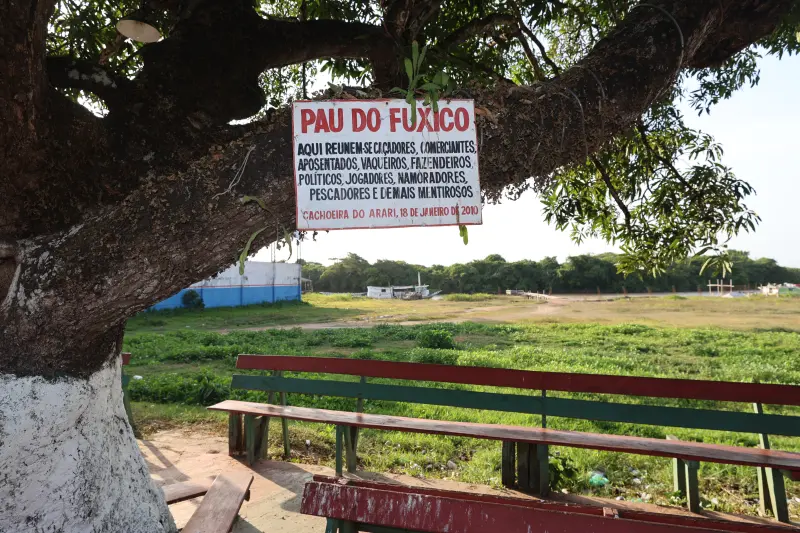 PAU DO FUXICO
AQUI REUNEM-SE CAÇADORES, COMERCIANTES,
APOSENTADOS, VAQUEIROS, FAZENDEIROS,
POLÍTICOS, JOGADORES, NAMORADORES,
PESCADORES E DEMAIS MENTIROSOS
CACHOEIRA DO ARARI, 18 DE JANEIRO DE 2010